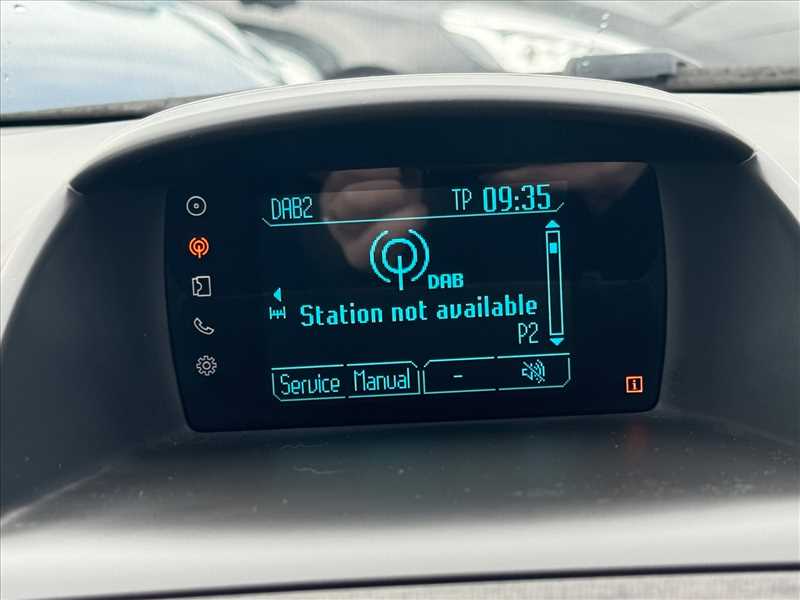 DAB2 TP 09:35
DAB
Station not available
P2
Service Manual -
i